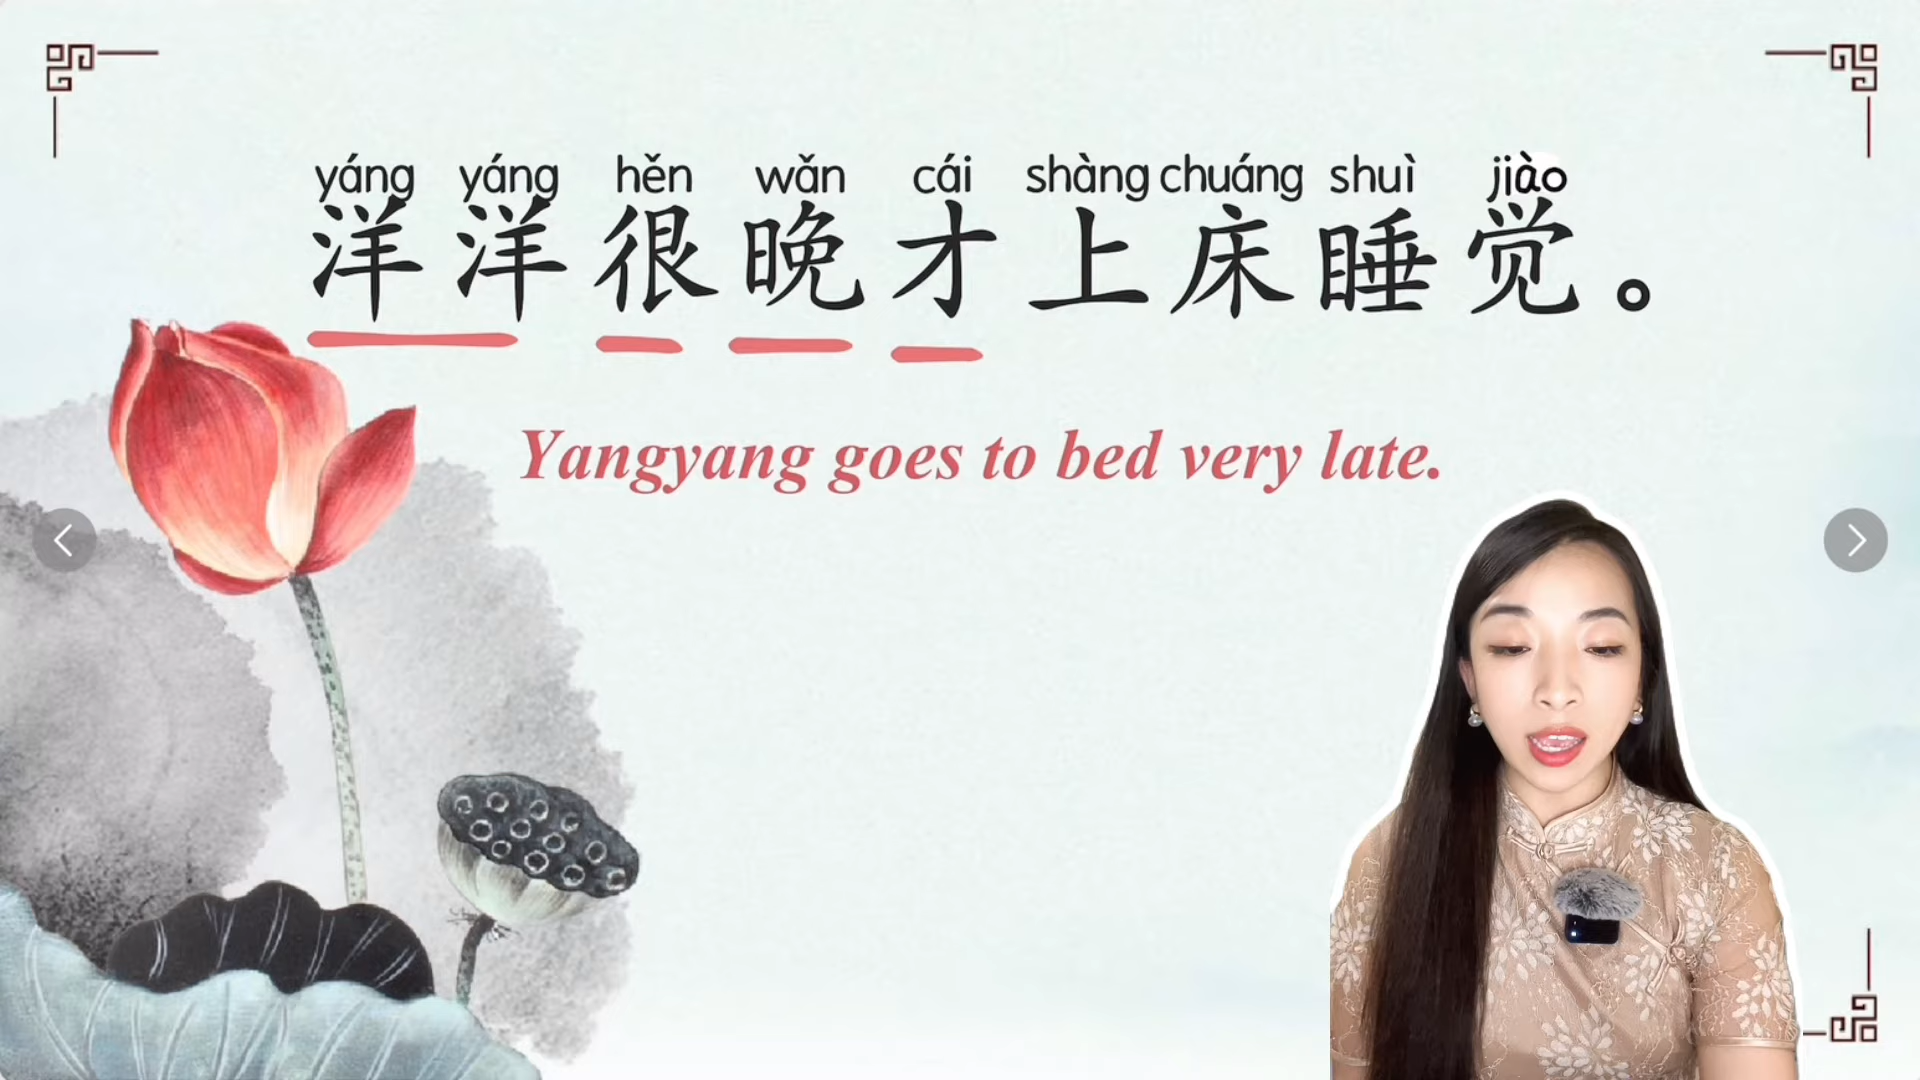 yáng yáng hěn wǎn cái shàng chuáng shuì jiào
洋洋很晚才上床睡觉。
Yangyang goes to bed very late.